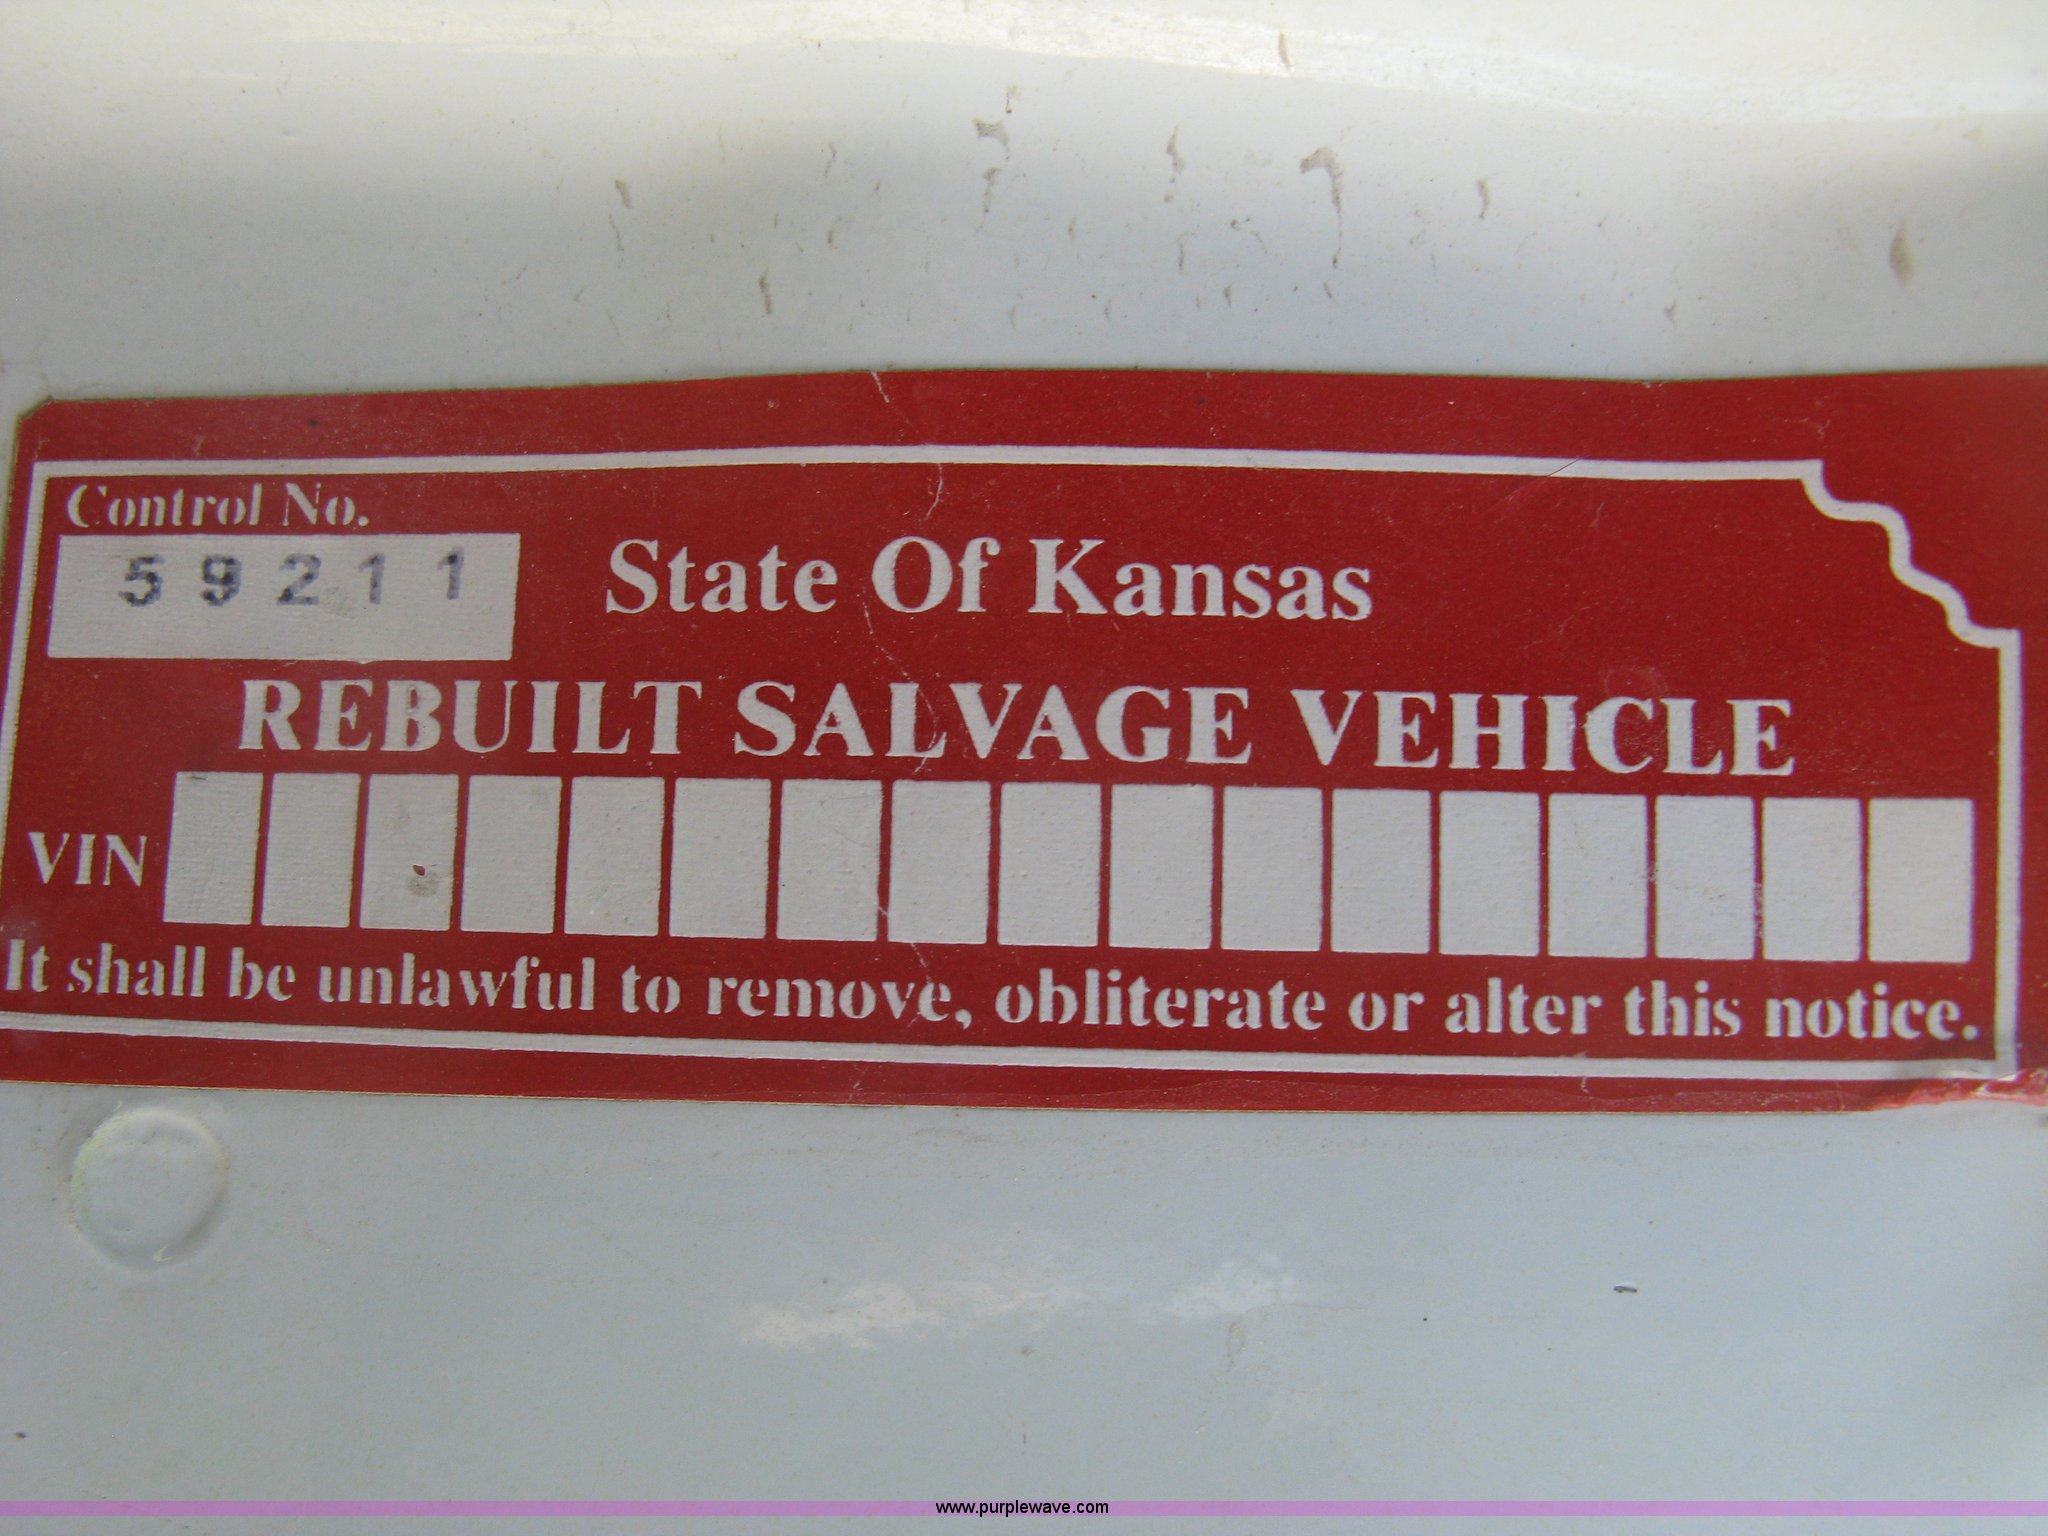 Control No.
59211
State Of Kansas
REBUILT SALVAGE VEHICLE
VIN
It shall be unlawful to remove, obliterate or alter this notice.
www.purplewave.com